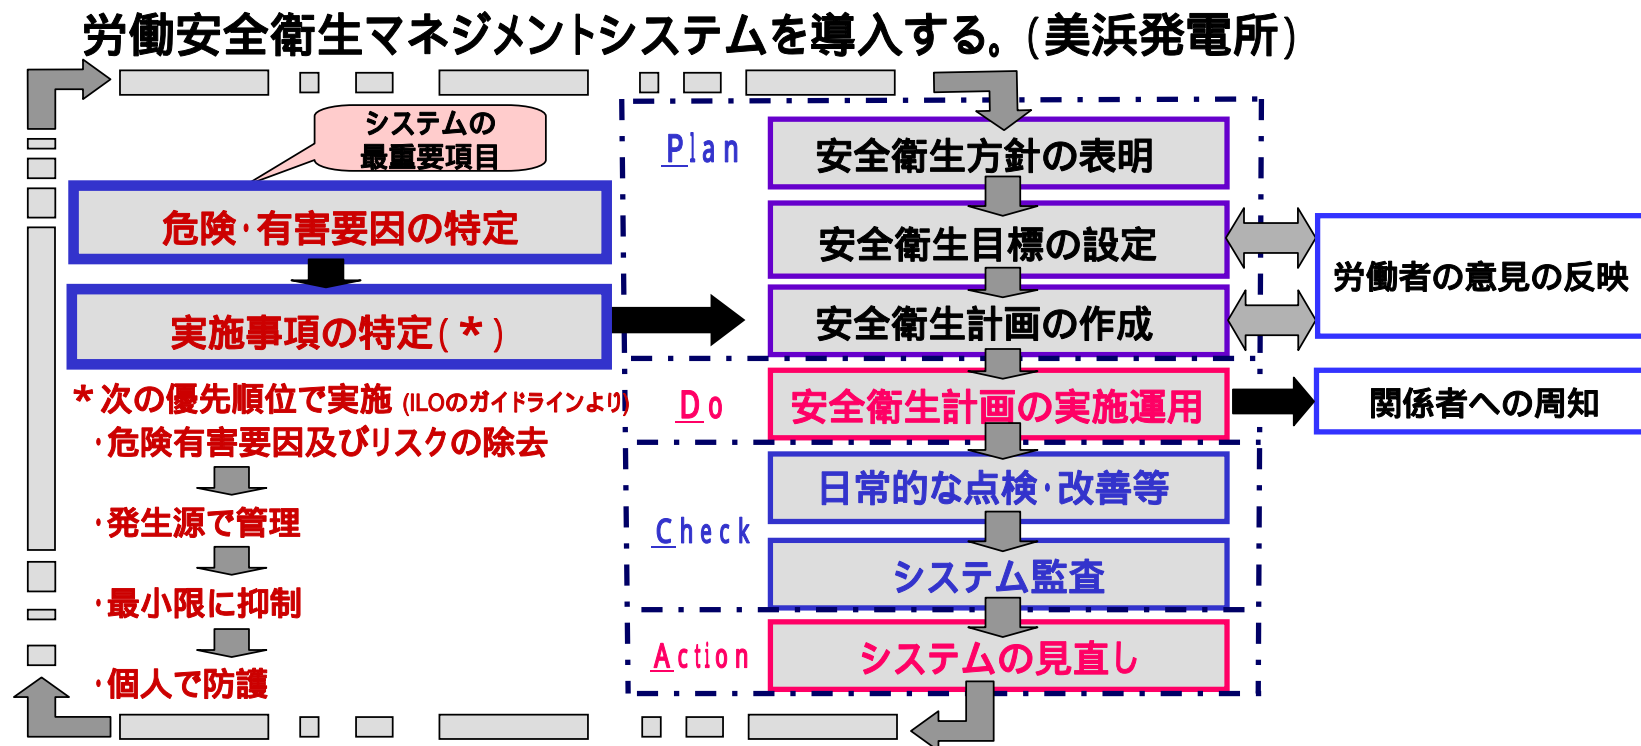 労働安全衛生マネジメントシステムを導入する。(美浜発電所)
システムの
最重要項目
危険・有害要因の特定
実施事項の特定(*)
*次の優先順位で実施 (ILOのガイドラインより)
・危険有害要因及びリスクの除去
・発生源で管理
・最小限に抑制
・個人で防護
Plan
安全衛生方針の表明
安全衛生目標の設定
安全衛生計画の作成
労働者の意見の反映
Do
安全衛生計画の実施運用
関係者への周知
Check
日常的な点検・改善等
システム監査
Action
システムの見直し